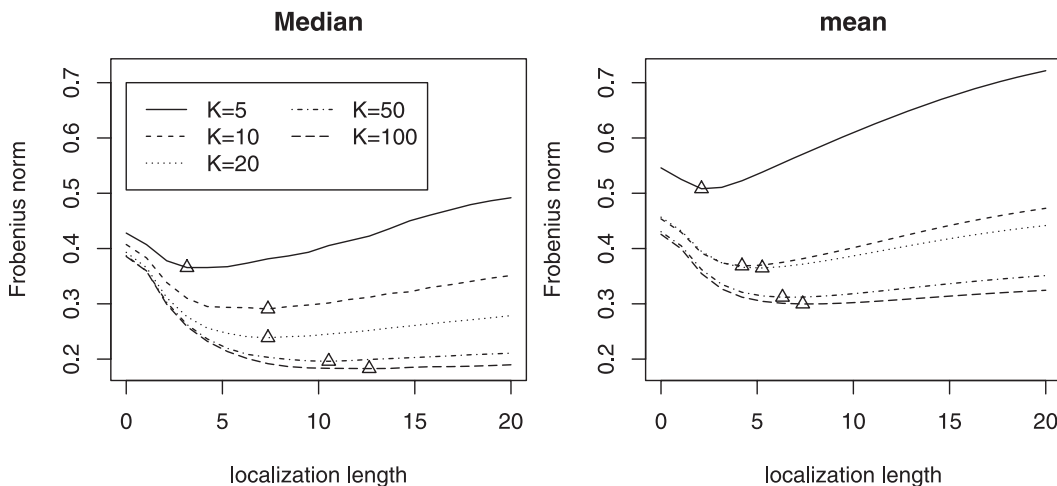 Median
Frobenius norm
0.7
0.6
0.5
0.4
0.3
0.2
K=5
K=10
K=20
K=50
K=100
0 5 10 15 20
localization length
mean
Frobenius norm
0.7
0.6
0.5
0.4
0.3
0.2
0 5 10 15 20
localization length